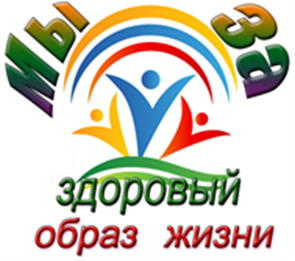 Мы за
здоровый
образ жизни